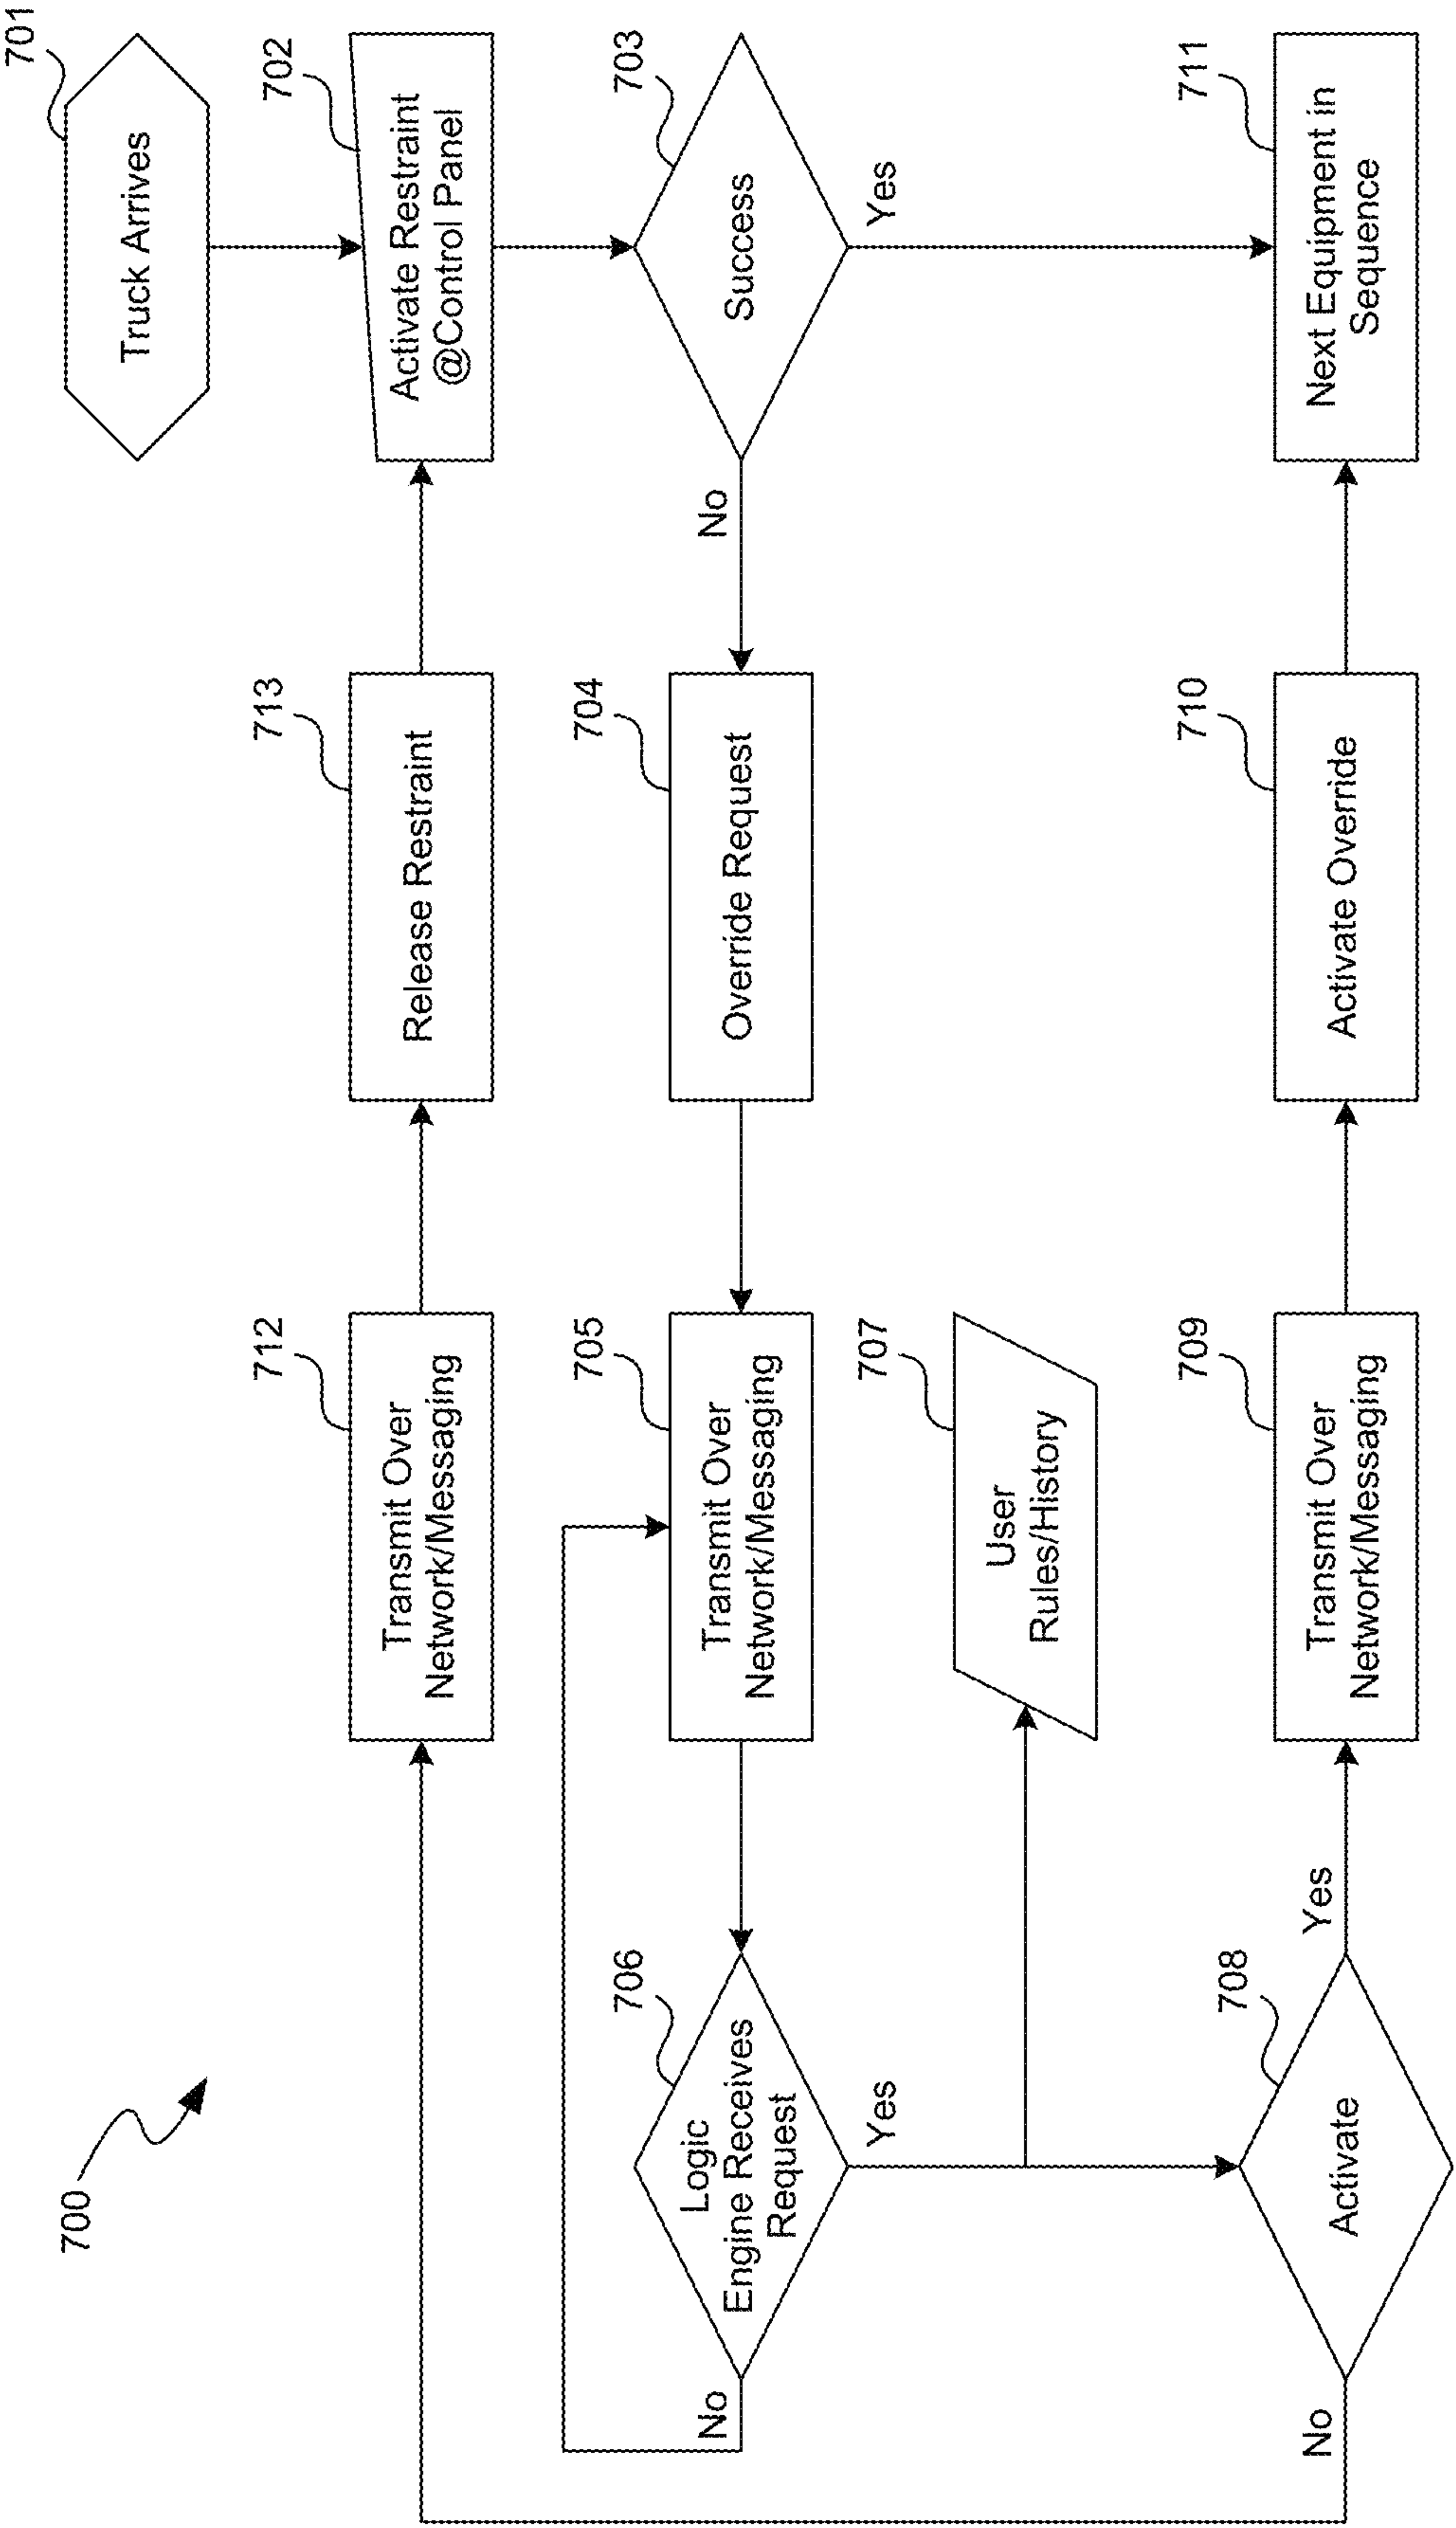 700
701
Truck Arrives
712
Transmit Over
Network/Messaging
713
Release Restraint
702
Activate Restraint
@Control Panel
706
Logic
Engine Receives
Request
No
Yes
705
Transmit Over
Network/Messaging
704
Override Request
No
703
Success
Yes
707
User
Rules/History
708
Activate
No
Yes
709
Transmit Over
Network/Messaging
710
Activate Override
711
Next Equipment in
Sequence